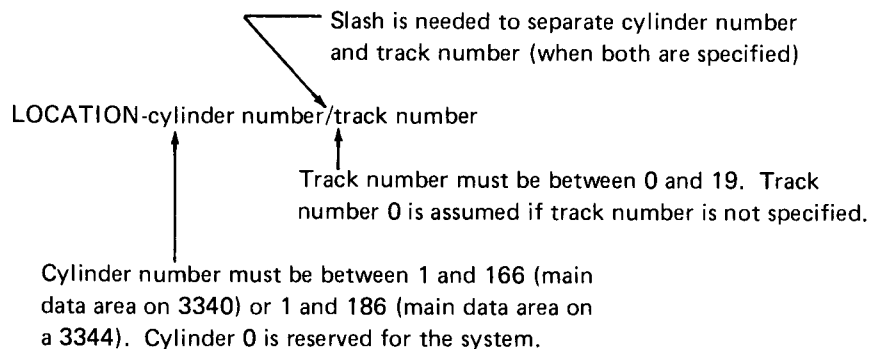 Slash is needed to separate cylinder number
and track number (when both are specified)
LOCATION-cylinder number/track number
Track number must be between 0 and 19. Track
number 0 is assumed if track number is not specified.
Cylinder number must be between 1 and 166 (main
data area on 3340) or 1 and 186 (main data area on
a 3344). Cylinder 0 is reserved for the system.